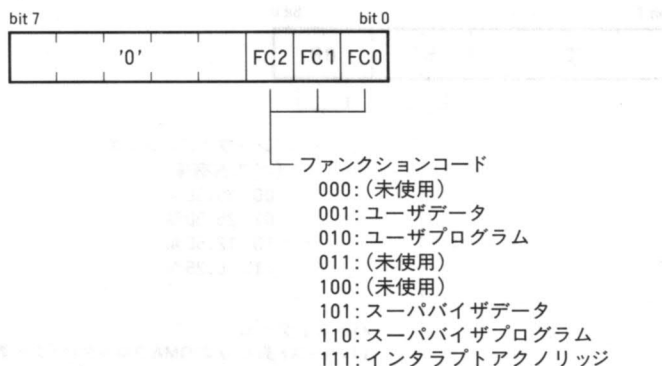 bit 7 bit 0
'0' FC2 FC1 FC0
ファンクションコード
000:(未使用)
001:ユーザデータ
010:ユーザプログラム
011:(未使用)
100:(未使用)
101:スーパバイザデータ
110:スーパバイザプログラム
111:インタラプトアクノリッジ